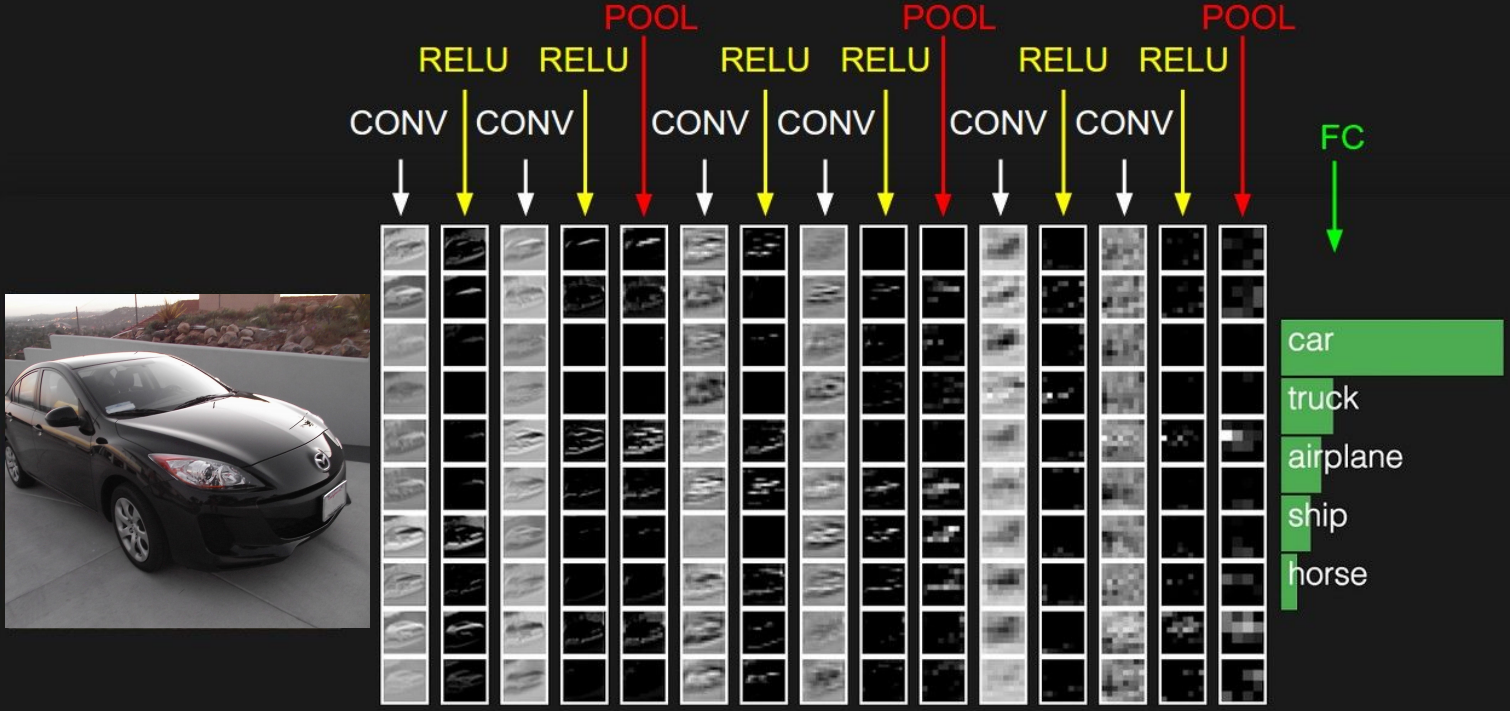 POOL POOL POOL
RELU RELU RELU RELU RELU RELU
CONV CONV CONV CONV CONV CONV
FC
car
truck
airplane
ship
horse